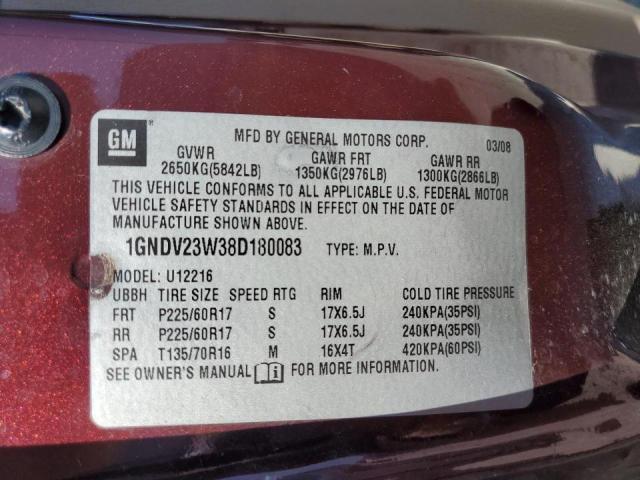 GM ® MFD BY GENERAL MOTORS CORP. 03/08
GVWR GAWR FRT GAWR RR
2650KG(5842LB) 1350KG(2976LB) 1300KG(2866LB)
THIS VEHICLE CONFORMS TO ALL APPLICABLE U.S. FEDERAL MOTOR
VEHICLE SAFETY STANDARDS IN EFFECT ON THE DATE OF
MANUFACTURE SHOWN ABOVE.
1GNDV23W38D180083 TYPE: M.P.V.
MODEL: U12216
UBBH TIRE SIZE SPEED RTG RIM COLD TIRE PRESSURE
FRT P225/60R17 S 17X6.5J 240KPA(35PSI)
RR P225/60R17 S 17X6.5J 240KPA(35PSI)
SPA T135/70R16 M 16X4T 420KPA(60PSI)
SEE OWNER'S MANUAL i FOR MORE INFORMATION.